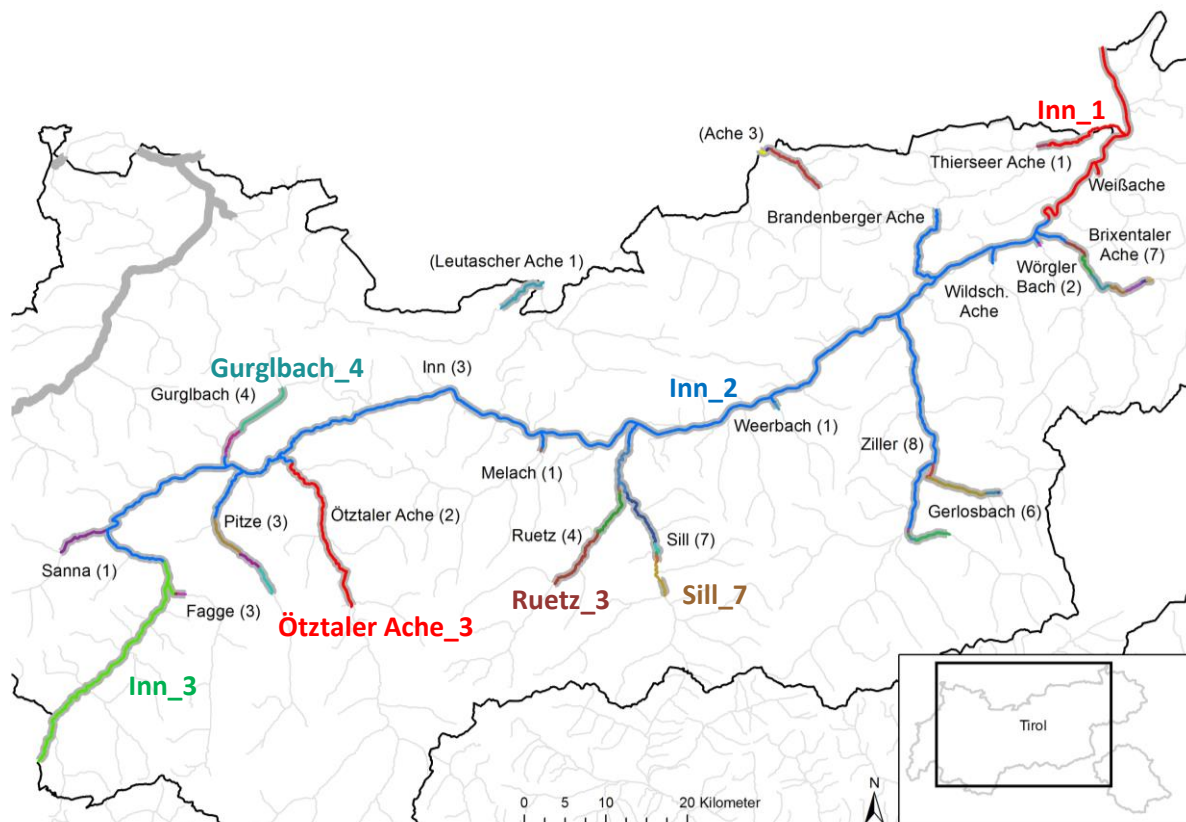 Inn_1
(Ache 3)
Thierseer Ache (1)
Weißache
Brandenberger Ache
Brixentaler
Ache (7)
(Leutascher Ache 1)
Wörgler
Bach (2)
Wildsch.
Ache
Gurglbach_4
Inn (3)
Gurglbach (4)
Inn_2
Weerbach (1)
Ziller (8)
Melach (1)
Pitze (3)
Ötztaler Ache (2)
Gerlosbach (6)
Ruetz (4)
Sill (7)
Sanna (1)
Fagge (3)
Ruetz_3
Sill_7
Ötztaler Ache_3
Inn_3
Tirol
N
0 5 10 20 Kilometer